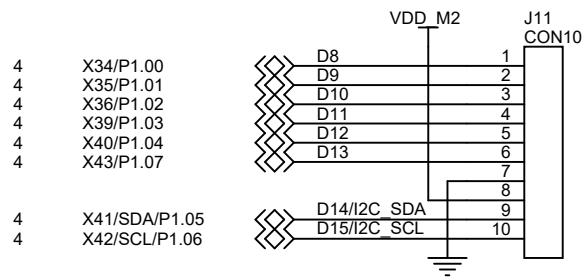 VDD_M2 J11
CON10
4 X34/P1.00 D8 1
4 X35/P1.01 D9 2
4 X36/P1.02 D10 3
4 X39/P1.03 D11 4
4 X40/P1.04 D12 5
4 X43/P1.07 D13 6
7
8
4 X41/SDA/P1.05 D14/I2C_SDA 9
4 X42/SCL/P1.06 D15/I2C_SCL 10